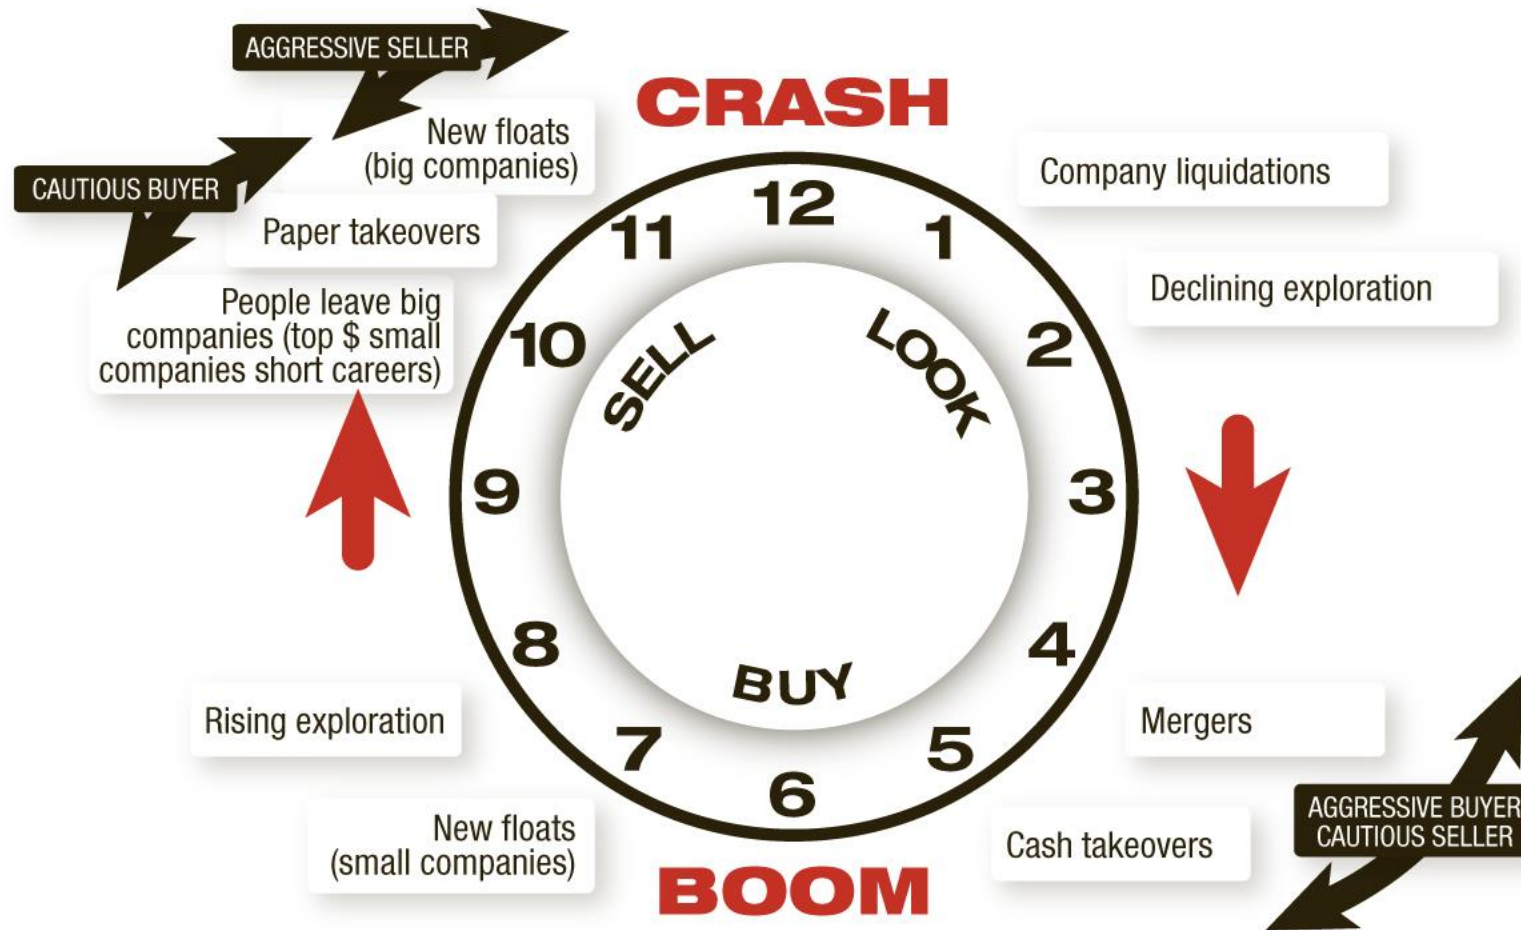 AGGRESSIVE SELLER
CRASH
New floats
(big companies)
Company liquidations
CAUTIOUS BUYER
Paper takeovers
Declining exploration
People leave big
companies (top $ small
companies short careers)
12
1
2
3
4
5
6
7
8
9
10
11
SELL
LOOK
BUY
Rising exploration
Mergers
New floats
(small companies)
Cash takeovers
AGGRESSIVE BUYER
CAUTIOUS SELLER
BOOM